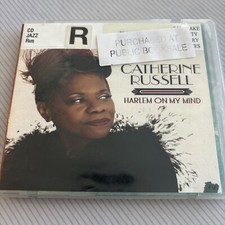 CD
JAZZ
Rus
R
PURCHASED AT
PUBLIC BOOK SALE
CATHERINE
RUSSELL
HARLEM ON MY MIND